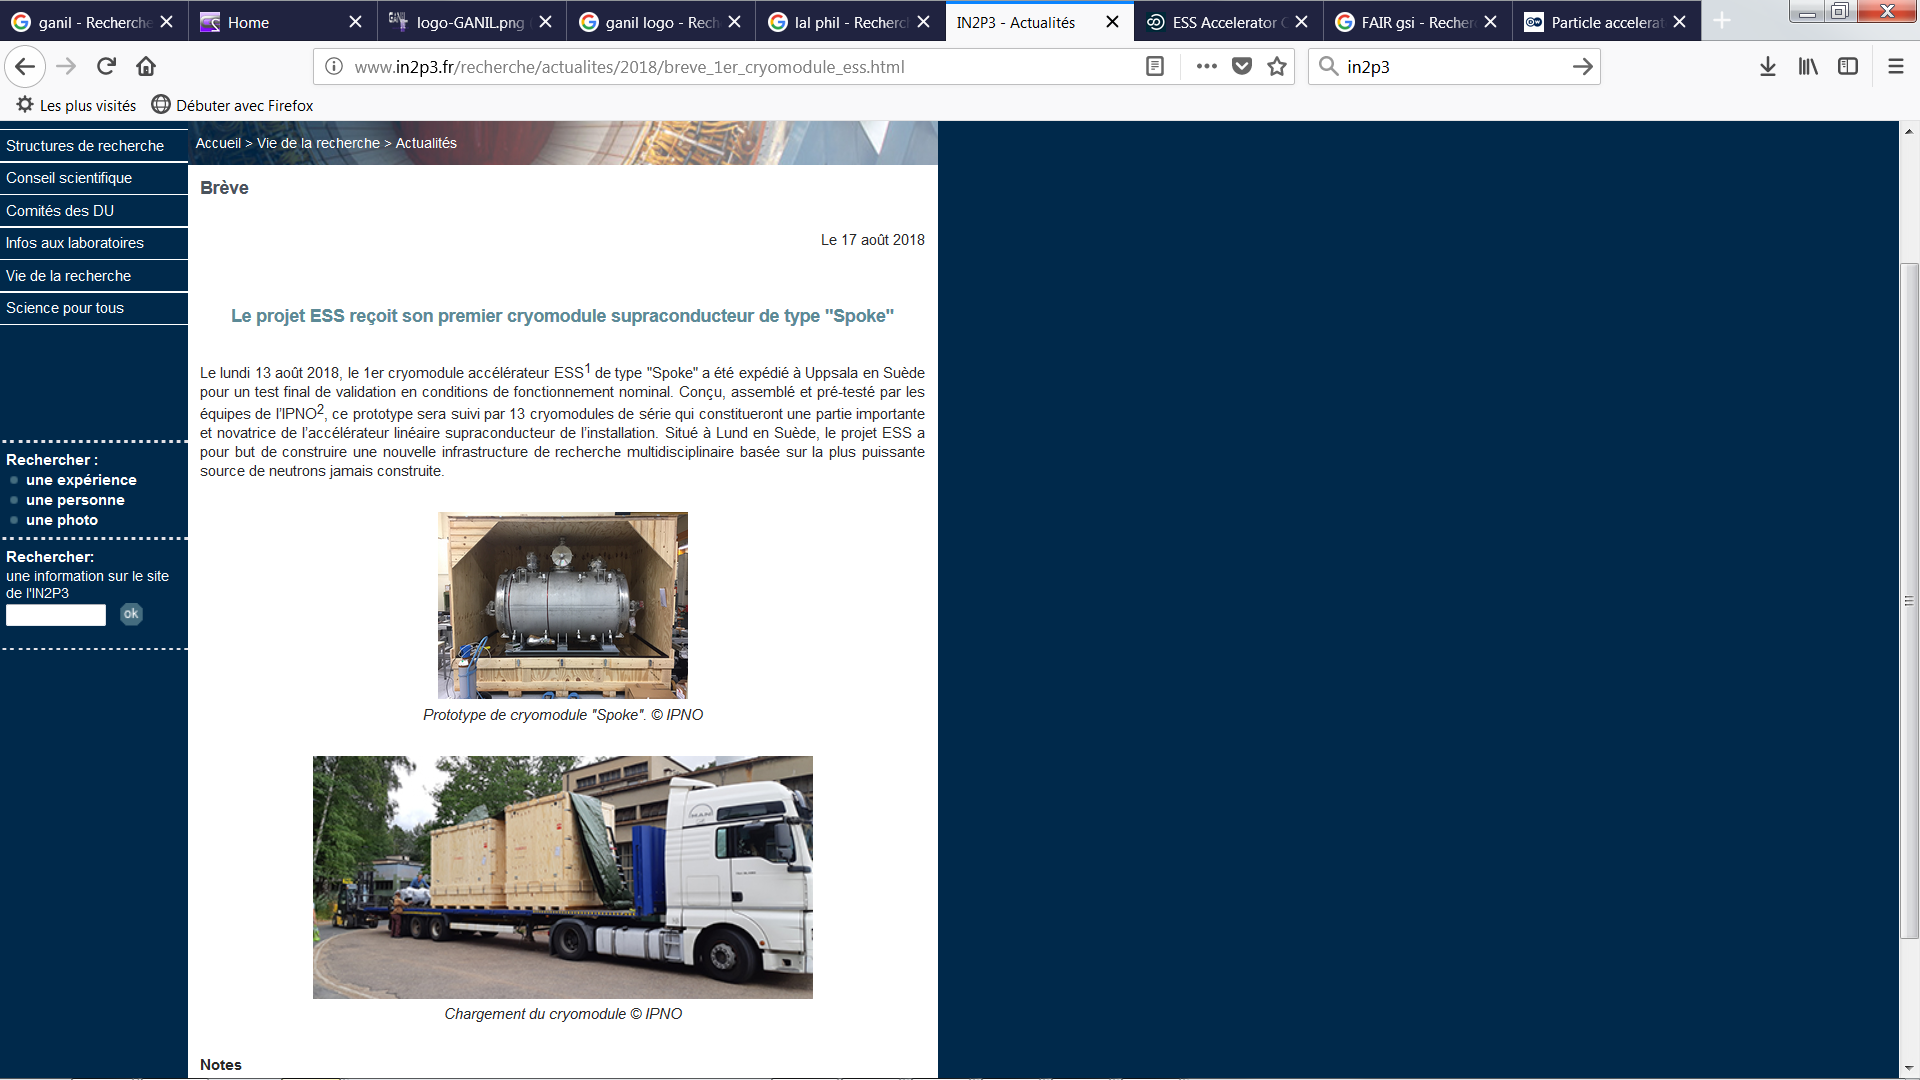 ganil - Recherche
Home
logo-GANIL.png
ganil logo - Rech
lal phil - Recherch
IN2P3 - Actualités
ESS Accelerator
FAIR gsi - Recher
Particle accelerat
www.in2p3.fr/recherche/actualites/2018/breve_1er_cryomodule_ess.html
in2p3
Les plus visités
Débuter avec Firefox
Structures de recherche
Conseil scientifique
Comités des DU
Infos aux laboratoires
Vie de la recherche
Science pour tous
Rechercher :
une expérience
une personne
une photo
Rechercher:
une information sur le site
de l'IN2P3
ok
Accueil > Vie de la recherche > Actualités
Brève
Le 17 août 2018
Le projet ESS reçoit son premier cryomodule supraconducteur de type "Spoke"
Le lundi 13 août 2018, le 1er cryomodule accélérateur ESS1 de type "Spoke" a été expédié à Uppsala en Suède
pour un test final de validation en conditions de fonctionnement nominal. Conçu, assemblé et pré-testé par les
équipes de l'IPNO2, ce prototype sera suivi par 13 cryomodules de série qui constitueront une partie importante
et novatrice de l'accélérateur linéaire supraconducteur de l'installation. Situé à Lund en Suède, le projet ESS a
pour but de construire une nouvelle infrastructure de recherche multidisciplinaire basée sur la plus puissante
source de neutrons jamais construite.
Prototype de cryomodule "Spoke". © IPNO
MAN
Chargement du cryomodule © IPNO
Notes